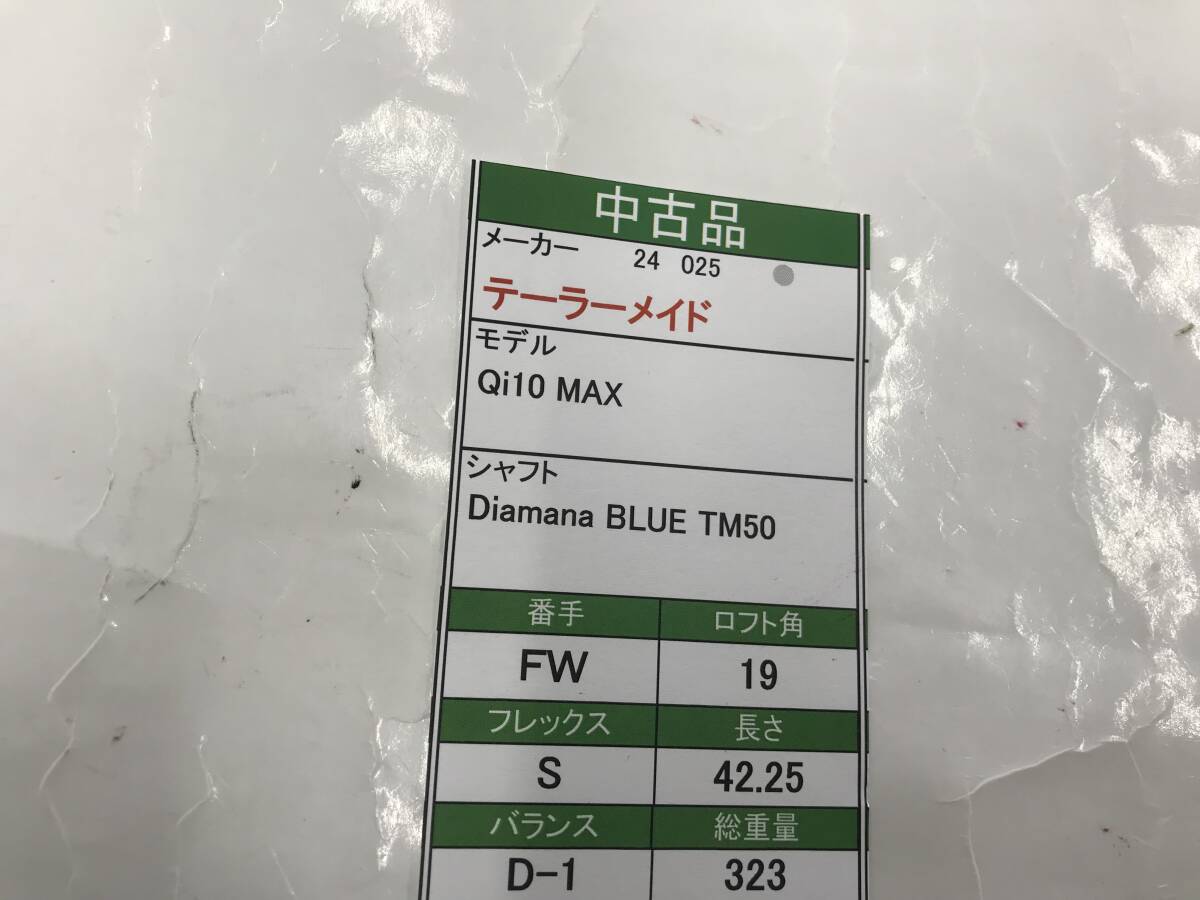 中古品
メーカー 24 025
テーラーメイド
モデル
Qi10 MAX
シャフト
Diamana BLUE TM50
番手 ロフト角
FW 19
フレックス 長さ
S 42.25
バランス 総重量
D-1 323